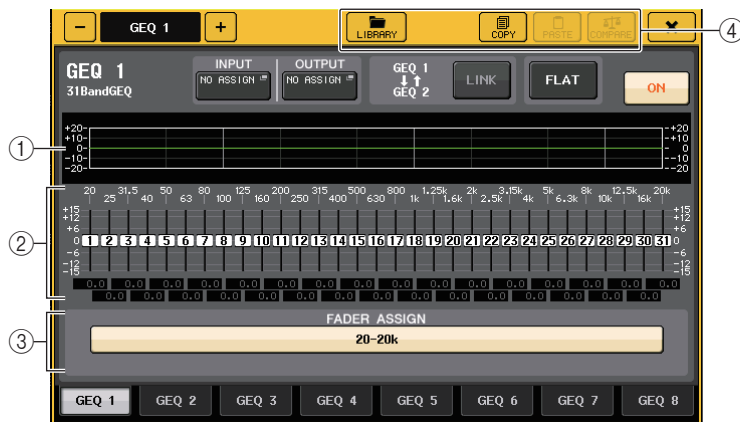 − GEQ 1 + LIBRARY COPY PASTE COMPARE × ④
GEQ 1
31BandGEQ
INPUT OUTPUT
NO ASSIGN NO ASSIGN
GEQ 1
GEQ 2
LINK FLAT ON
①
+20 +20
+10 +10
0 0
-10 -10
-20 -20
②
20 31.5 50 80 125 200 315 500 800 1.25k 2k 3.15k 5k 8k 12.5k 20k
25 40 63 100 160 250 400 630 1k 1.6k 2.5k 4k 6.3k 10k 16k
+15 +15
+12 +12
+6 +6
0 1 2 3 4 5 6 7 8 9 10 11 12 13 14 15 16 17 18 19 20 21 22 23 24 25 26 27 28 29 30 31 0
-6 -6
-12 -12
-15 -15
0.0 0.0 0.0 0.0 0.0 0.0 0.0 0.0 0.0 0.0 0.0 0.0 0.0 0.0 0.0 0.0
0.0 0.0 0.0 0.0 0.0 0.0 0.0 0.0 0.0 0.0 0.0 0.0 0.0 0.0 0.0
③
FADER ASSIGN
20-20k
GEQ 1 GEQ 2 GEQ 3 GEQ 4 GEQ 5 GEQ 6 GEQ 7 GEQ 8